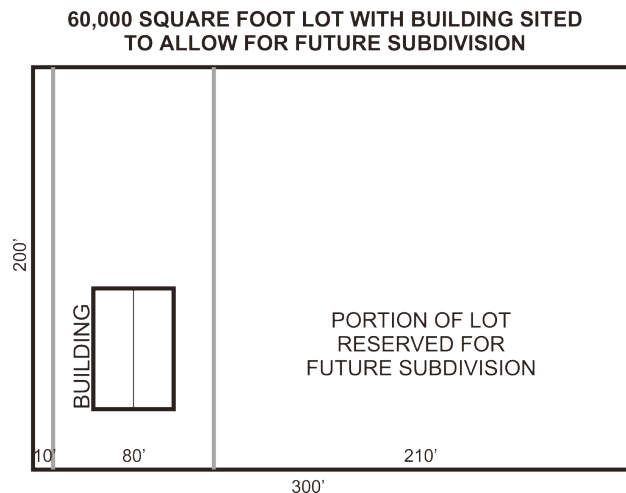 60,000 SQUARE FOOT LOT WITH BUILDING SITED
TO ALLOW FOR FUTURE SUBDIVISION
200'
BUILDING
PORTION OF LOT
RESERVED FOR
FUTURE SUBDIVISION
10'
80'
210'
300'